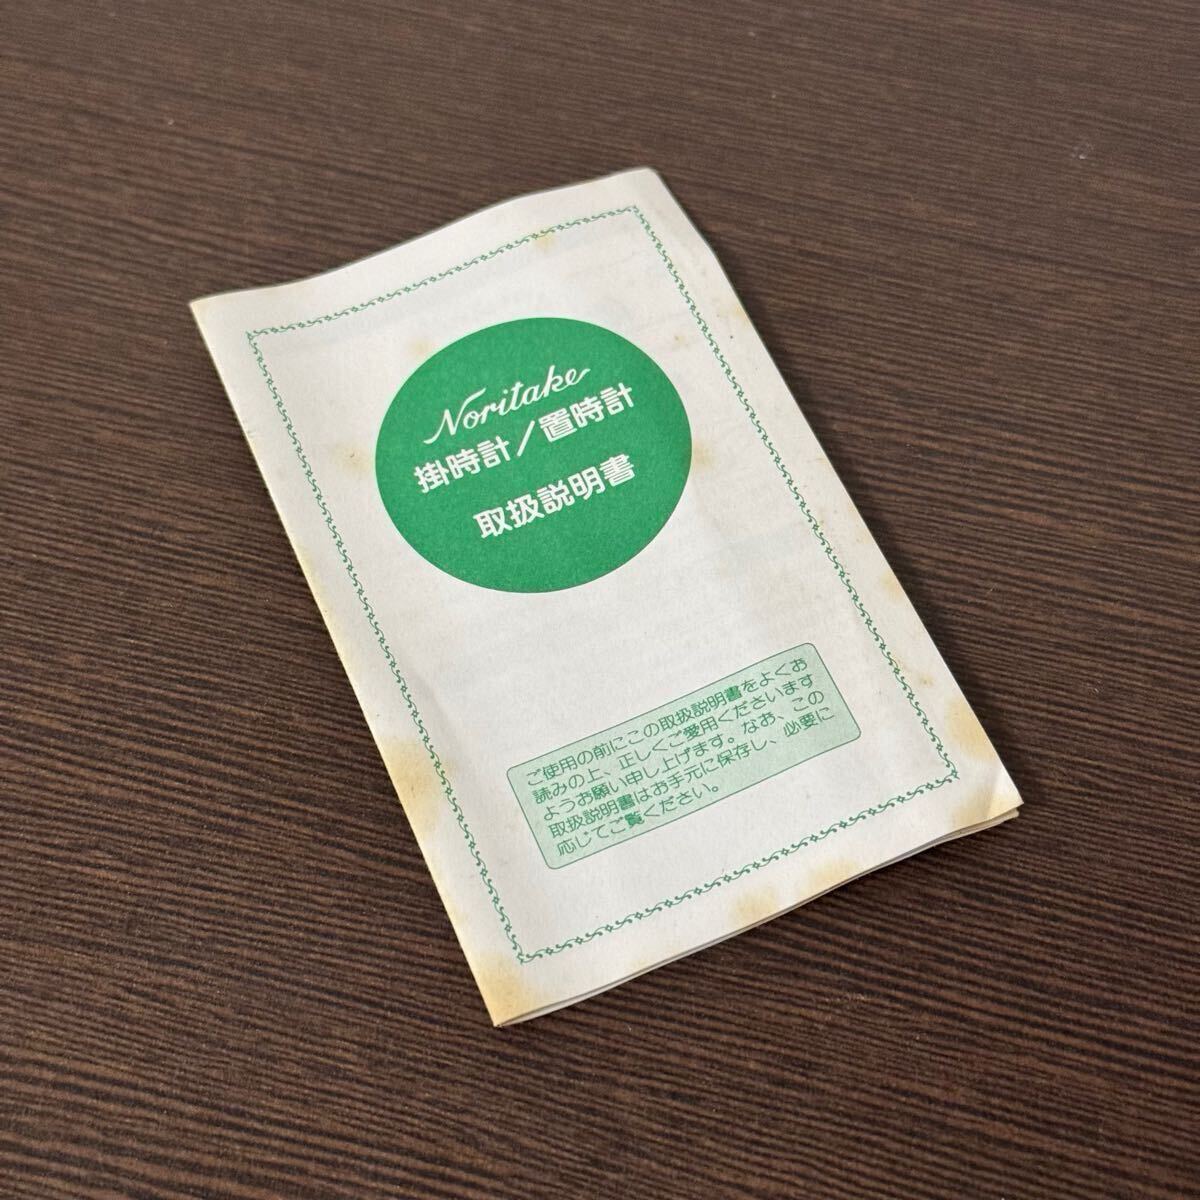 Noritake
掛時計/置時計
取扱説明書
ご使用の前にこの取扱説明書をよくお
読みの上、正しくご愛用くださいます
ようお願い申し上げます。なお、この
取扱説明書はお手元に保存し、必要に
応じてご覧ください。